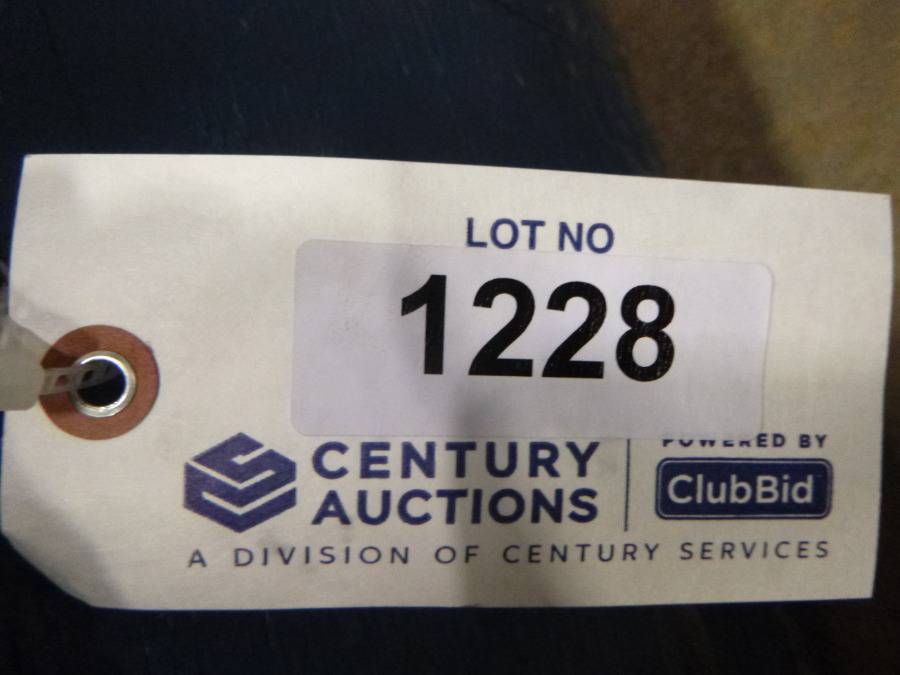 LOT NO
1228
CENTURY
AUCTIONS
POWERED BY
ClubBid
A DIVISION OF CENTURY SERVICES